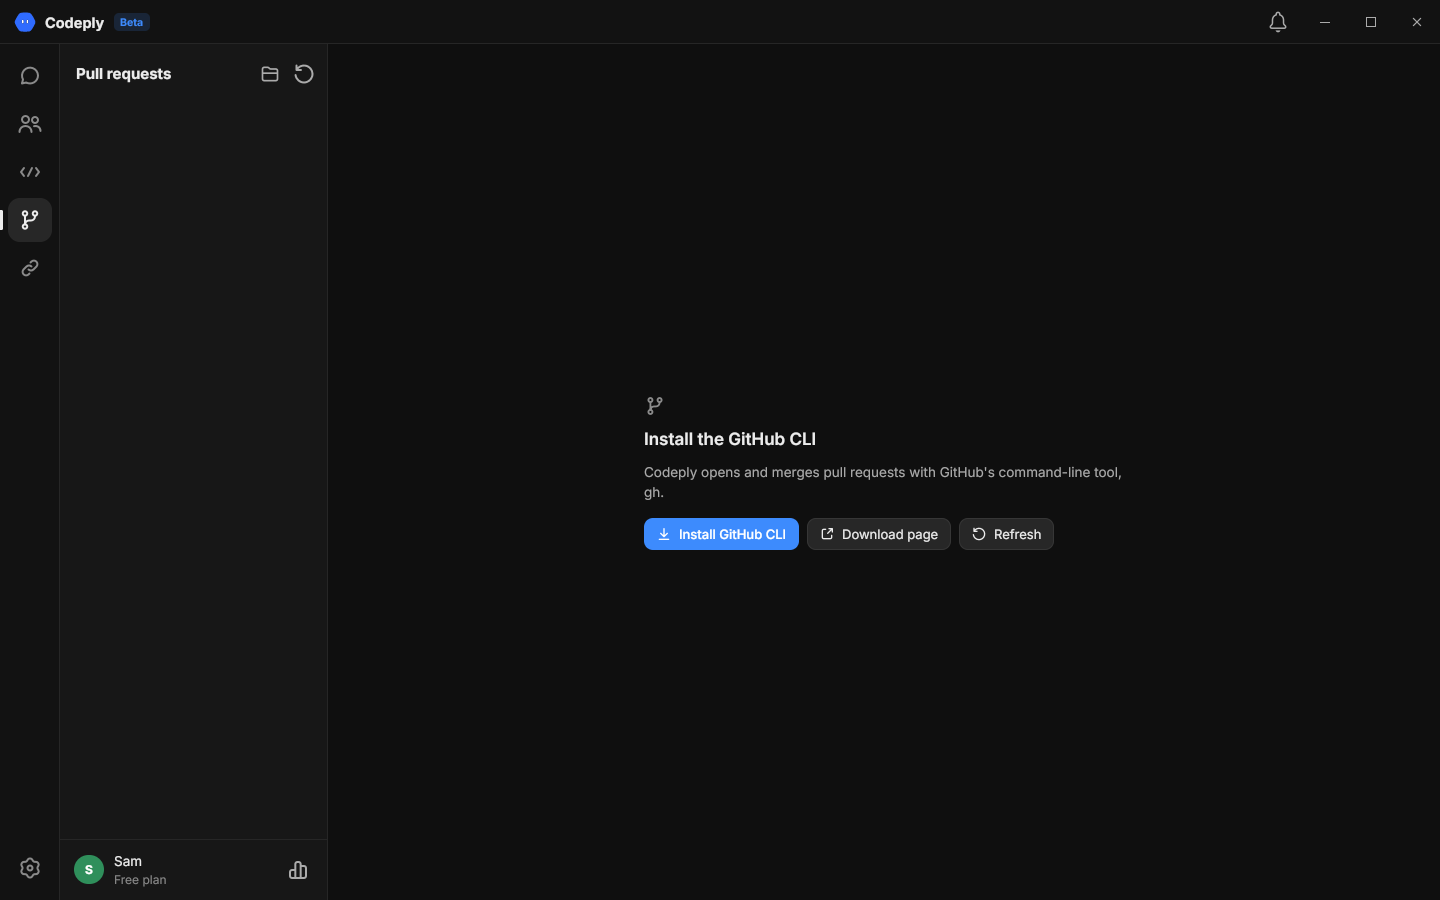 Codeply Beta
Pull requests
Install the GitHub CLI
Codeply opens and merges pull requests with GitHub's command-line tool,
gh.
Install GitHub CLI Download page Refresh
S Sam
Free plan